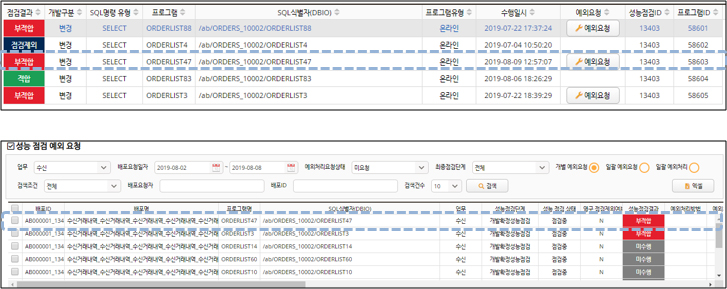 점검결과 개발구분 SQL명령 유형 프로그램 SQL식별자(DBIO) 프로그램유형 수행일시 예외요청 성능점검ID 프로그램ID
부적합 변경 SELECT ORDERLIST88 /ab/ORDERS_10002/ORDERLIST88 온라인 2019-07-22 17:37:24 예외요청 13403 58601
점검제외 변경 SELECT ORDERLIST4 /ab/ORDERS_10002/ORDERLIST4 온라인 2019-07-04 10:50:20 13403 58602
부적합 변경 SELECT ORDERLIST47 /ab/ORDERS_10002/ORDERLIST47 온라인 2019-08-09 12:57:07 예외요청 13403 58603
적합 변경 SELECT ORDERLIST83 /ab/ORDERS_10002/ORDERLIST83 온라인 2019-08-06 18:26:29 13403 58604
부적합 변경 SELECT ORDERLIST3 /ab/ORDERS_10002/ORDERLIST3 온라인 2019-07-22 18:39:29 예외요청 13403 58605
성능 점검 예외 요청
업무 수신 배포요청일자 2019-08-02 ~ 2019-08-08 예외처리요청상태 미요청 최종점검단계 전체 개별 예외요청 일괄 예외요청 일괄 예외처리
검색조건 전체 배포요청자 배포ID 검색건수 10 검색 엑셀
배포ID 배포명 프로그램명 SQL식별자(DBIO) 업무 성능점검단계 성능 점검 상태 영구 점검제외여부 성능점검결과 예외처리방법 예외
AB000001_134 수신거래내역_수신거래내역_수신거래내역_수신거래 ORDERLIST47 /ab/ORDERS_10002/ORDERLIST47 수신 개발확정성능점검 점검중 N 부적합
AB000001_134 수신거래내역_수신거래내역_수신거래내역_수신거래 ORDERLIST3 /ab/ORDERS_10002/ORDERLIST3 수신 개발확정성능점검 점검중 N 부적합
AB000001_134 수신거래내역_수신거래내역_수신거래내역_수신거래 ORDERLIST14 /ab/ORDERS_10002/ORDERLIST14 수신 개발확정성능점검 점검중 N 미수행
AB000001_134 수신거래내역_수신거래내역_수신거래내역_수신거래 ORDERLIST60 /ab/ORDERS_10002/ORDERLIST60 수신 개발확정성능점검 점검중 N 미수행
AB000001_134 수신거래내역_수신거래내역_수신거래내역_수신거래 ORDERLIST10 /ab/ORDERS_10002/ORDERLIST10 수신 개발확정성능점검 점검중 N 미수행